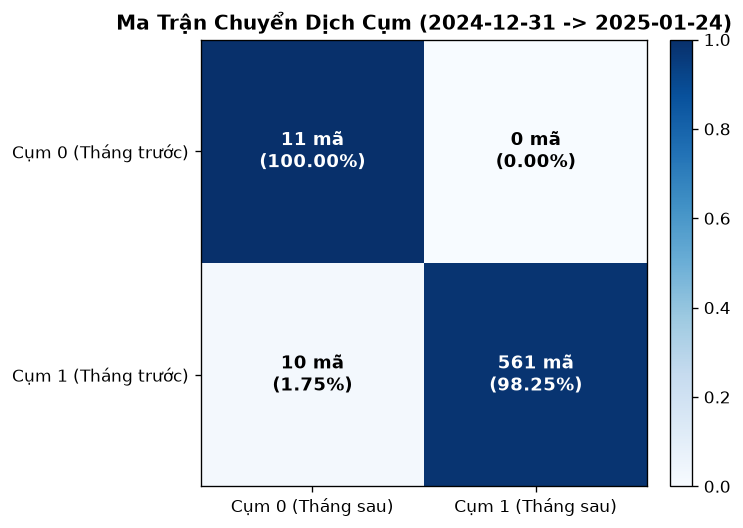 Ma Trận Chuyển Dịch Cụm (2024-12-31 -> 2025-01-24)
Cụm 0 (Tháng trước)
11 mã
(100.00%)
0 mã
(0.00%)
Cụm 1 (Tháng trước)
10 mã
(1.75%)
561 mã
(98.25%)
Cụm 0 (Tháng sau)
Cụm 1 (Tháng sau)
1.0
0.8
0.6
0.4
0.2
0.0